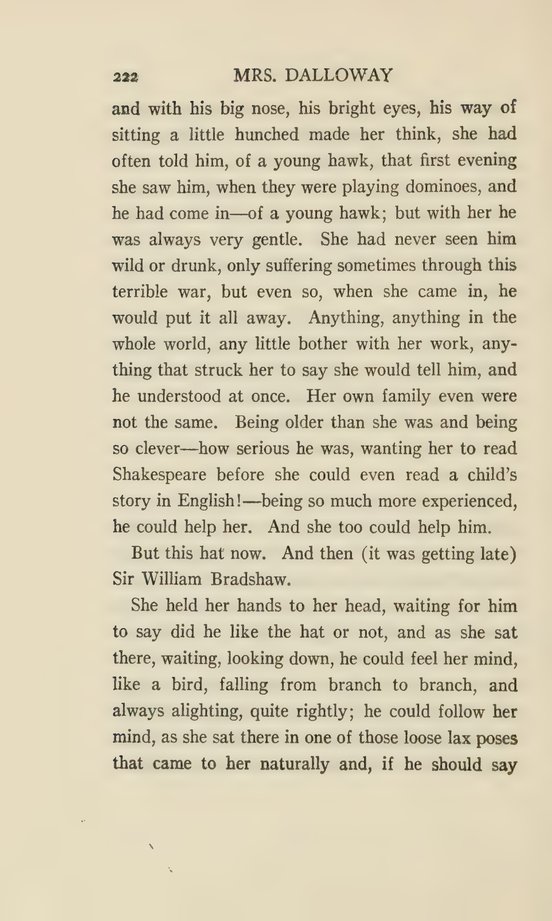 222 MRS. DALLOWAY
and with his big nose, his bright eyes, his way of
sitting a little hunched made her think, she had
often told him, of a young hawk, that first evening
she saw him, when they were playing dominoes, and
he had come in—of a young hawk; but with her he
was always very gentle. She had never seen him
wild or drunk, only suffering sometimes through this
terrible war, but even so, when she came in, he
would put it all away. Anything, anything in the
whole world, any little bother with her work, any-
thing that struck her to say she would tell him, and
he understood at once. Her own family even were
not the same. Being older than she was and being
so clever—how serious he was, wanting her to read
Shakespeare before she could even read a child's
story in English!—being so much more experienced,
he could help her. And she too could help him.
But this hat now. And then (it was getting late)
Sir William Bradshaw.
She held her hands to her head, waiting for him
to say did he like the hat or not, and as she sat
there, waiting, looking down, he could feel her mind,
like a bird, falling from branch to branch, and
always alighting, quite rightly; he could follow her
mind, as she sat there in one of those loose lax poses
that came to her naturally and, if he should say